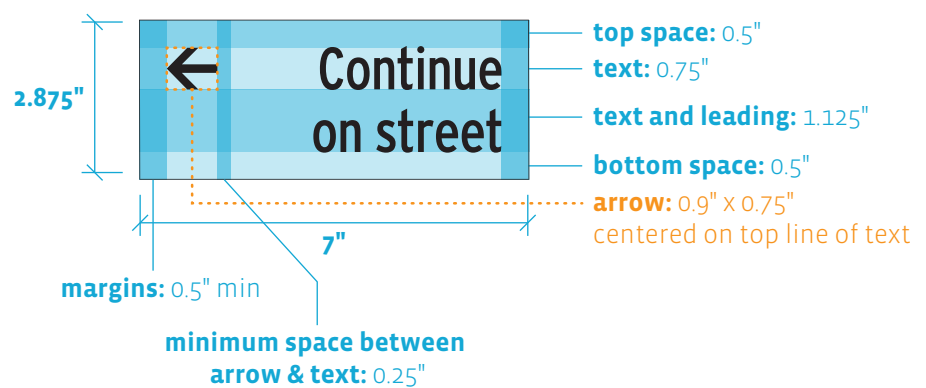 2.875"
Continue
on street
top space: 0.5"
text: 0.75"
text and leading: 1.125"
bottom space: 0.5"
arrow: 0.9" x 0.75"
centered on top line of text
7"
margins: 0.5" min
minimum space between
arrow & text: 0.25"